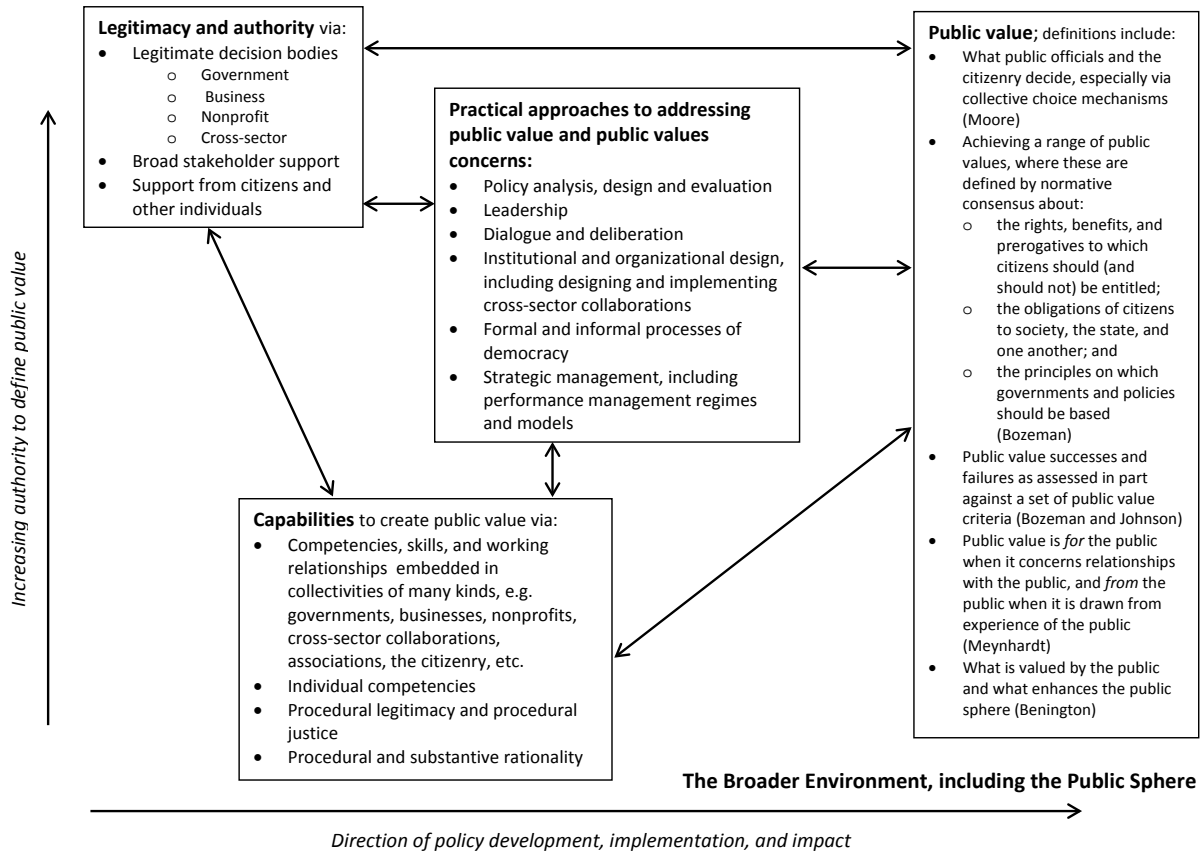 Legitimacy and authority via:
• Legitimate decision bodies
o Government
o Business
o Nonprofit
o Cross-sector
• Broad stakeholder support
• Support from citizens and
other individuals
Practical approaches to addressing
public value and public values
concerns:
• Policy analysis, design and evaluation
• Leadership
• Dialogue and deliberation
• Institutional and organizational design,
including designing and implementing
cross-sector collaborations
• Formal and informal processes of
democracy
• Strategic management, including
performance management regimes
and models
Public value; definitions include:
• What public officials and the
citizenry decide, especially via
collective choice mechanisms
(Moore)
• Achieving a range of public
values, where these are
defined by normative
consensus about:
o the rights, benefits, and
prerogatives to which
citizens should (and
should not) be entitled;
o the obligations of citizens
to society, the state, and
one another; and
o the principles on which
governments and policies
should be based
(Bozeman)
• Public value successes and
failures as assessed in part
against a set of public value
criteria (Bozeman and Johnson)
• Public value is for the public
when it concerns relationships
with the public, and from the
public when it is drawn from
experience of the public
(Meynhardt)
• What is valued by the public
and what enhances the public
sphere (Benington)
Capabilities to create public value via:
• Competencies, skills, and working
relationships embedded in
collectivities of many kinds, e.g.
governments, businesses, nonprofits,
cross-sector collaborations,
associations, the citizenry, etc.
• Individual competencies
• Procedural legitimacy and procedural
justice
• Procedural and substantive rationality
Increasing authority to define public value
The Broader Environment, including the Public Sphere
Direction of policy development, implementation, and impact